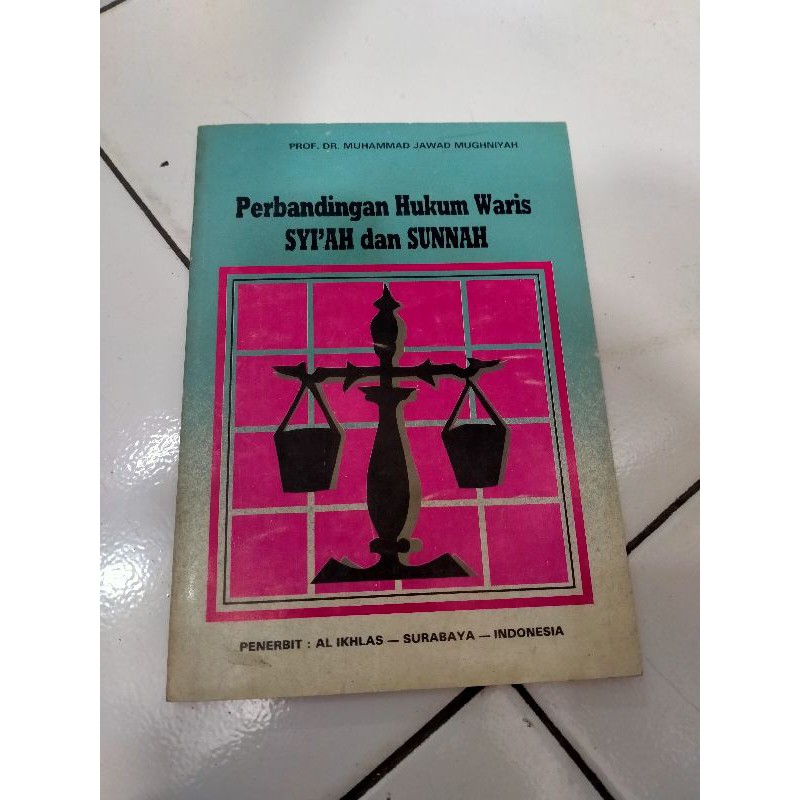 PROF. DR. MUHAMMAD JAWAD MUGHNIYAH
Perbandingan Hukum Waris
SYI'AH dan SUNNAH
PENERBIT : AL IKHLAS — SURABAYA — INDONESIA